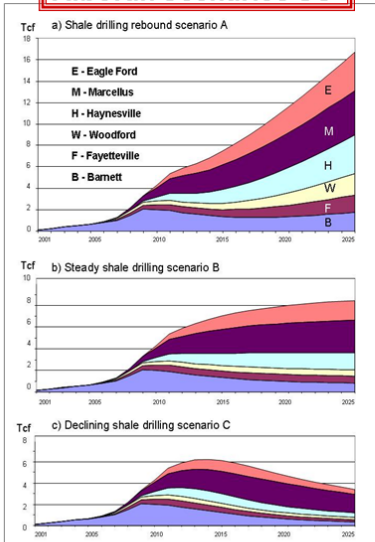 Tcf a) Shale drilling rebound scenario A
18
16
14
12
10
8
6
4
2
0
E - Eagle Ford
M - Marcellus
H - Haynesville
W - Woodford
F - Fayetteville
B - Barnett
E
M
H
W
F
B
2001 2005 2010 2015 2020 2025
Tcf b) Steady shale drilling scenario B
10
8
6
4
2
0
2001 2005 2010 2015 2020 2025
Tcf c) Declining shale drilling scenario C
8
6
4
2
0
2001 2005 2010 2015 2020 2025